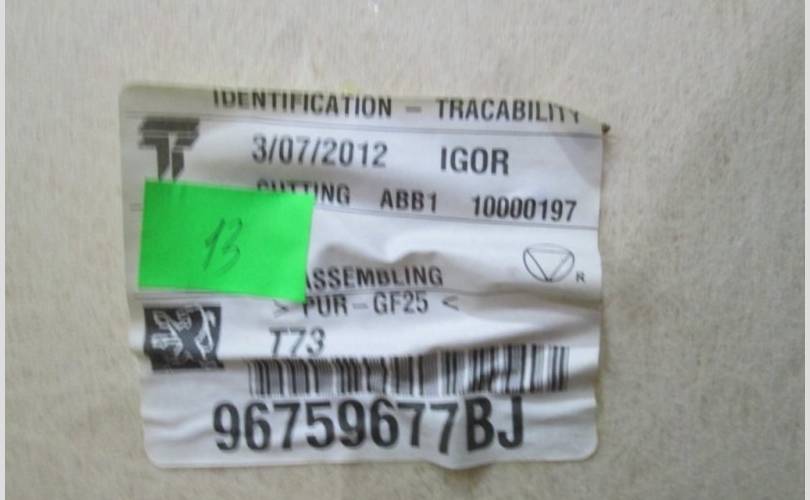 IDENTIFICATION - TRACABILITY
3/07/2012 IGOR
CUTTING ABB1 10000197
13
ASSEMBLING
R
> PUR-GF25 <
T73
96759677BJ